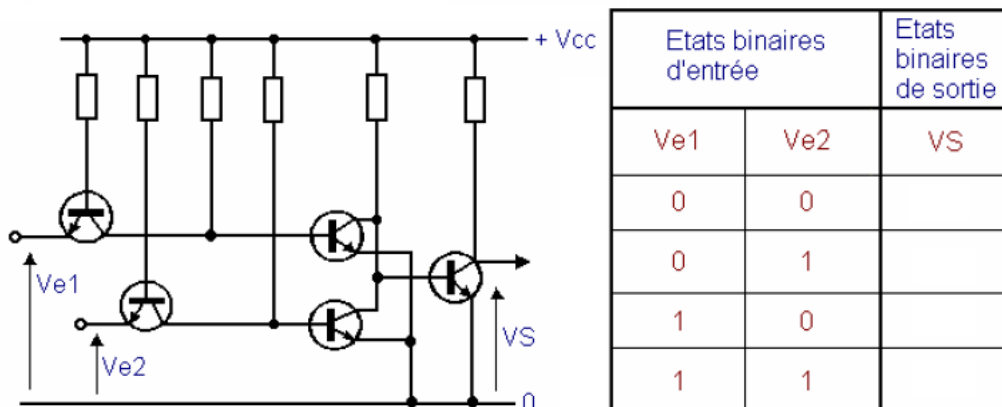 + Vcc
Ve1
Ve2
VS
0
Etats binaires d'entrée
Etats binaires de sortie
Ve1 Ve2 VS
0 0
0 1
1 0
1 1